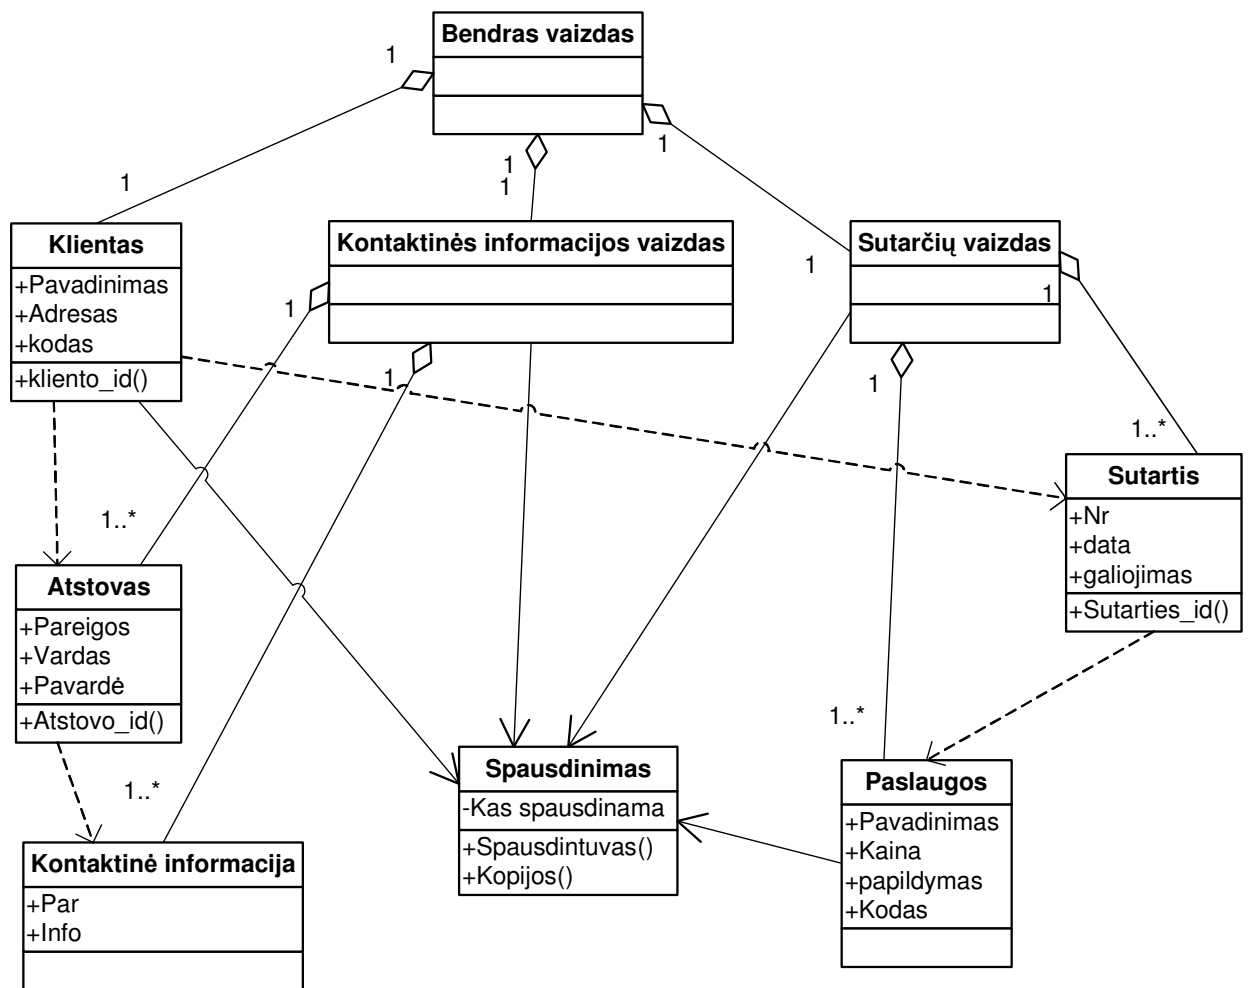 Bendras vaizdas
1
1
1
1
1
1
Klientas
+Pavadinimas
+Adresas
+kodas
+kliento_id()
Kontaktinės informacijos vaizdas
1
1
Sutarčių vaizdas
1
1
1..*
1..*
Sutartis
+Nr
+data
+galiojimas
+Sutarties_id()
Atstovas
+Pareigos
+Vardas
+Pavardė
+Atstovo_id()
1..*
1..*
Spausdinimas
-Kas spausdinama
+Spausdintuvas()
+Kopijos()
Paslaugos
+Pavadinimas
+Kaina
+papildymas
+Kodas
Kontaktinė informacija
+Par
+Info